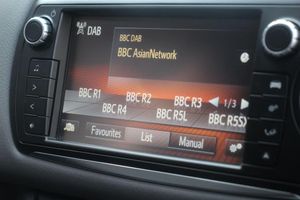 DAB
BBC DAB
BBC AsianNetwork
BBC R1 BBC R2 BBC R3 1/3
BBC R4 BBC R5L BBC R5SX
Favourites List Manual